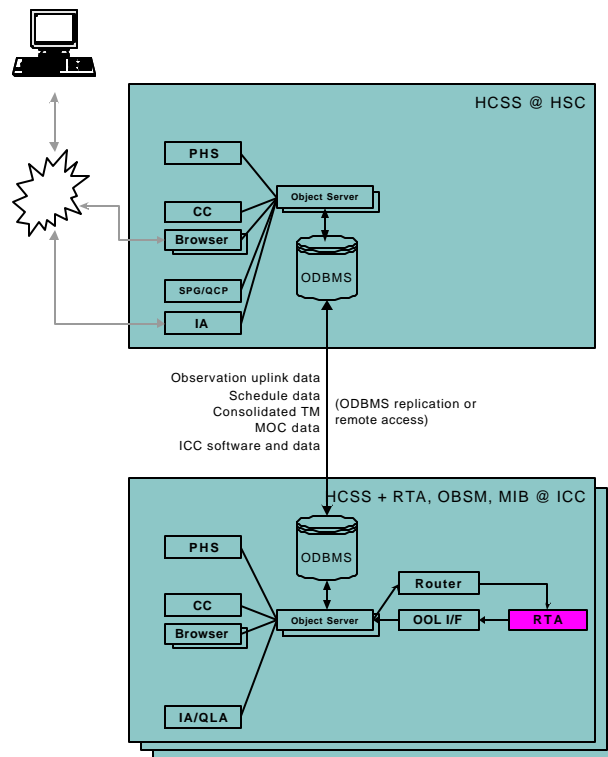 HCSS @ HSC
PHS
Object Server
CC
Browser
ODBMS
SPG/QCP
IA
Observation uplink data
Schedule data
Consolidated TM
MOC data
ICC software and data
(ODBMS replication or
remote access)
HCSS + RTA, OBSM, MIB @ ICC
ODBMS
PHS
Router
CC
Object Server
OOL I/F
RTA
Browser
IA/QLA